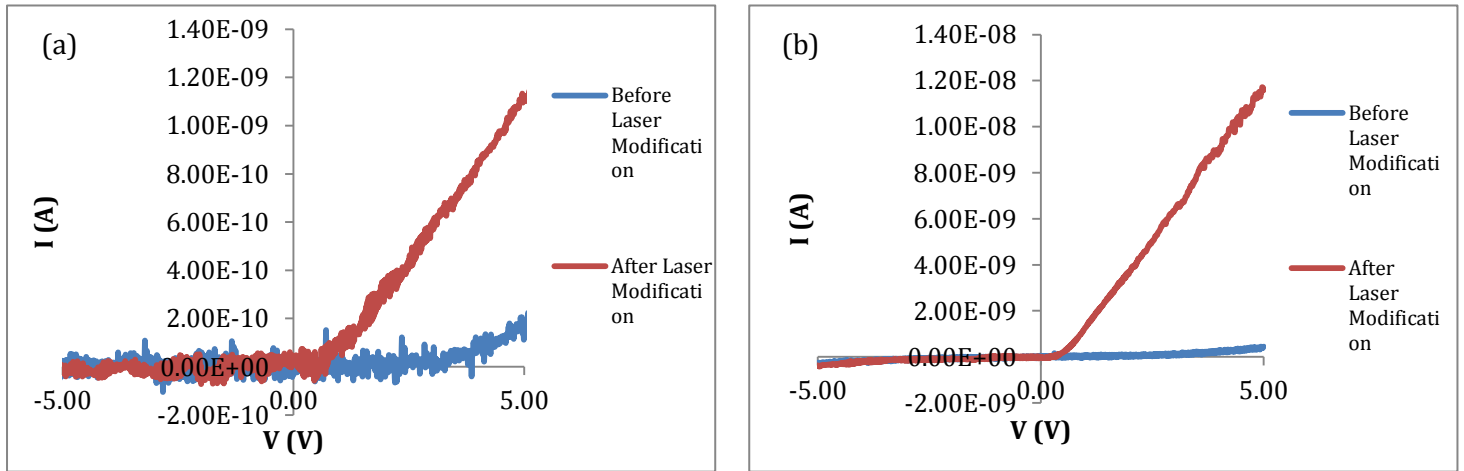 (a)
1.40E-09
1.20E-09
1.00E-09
8.00E-10
6.00E-10
4.00E-10
2.00E-10
0.00E+00
-2.00E-10
-5.00
0.00
5.00
I (A)
V (V)
Before
Laser
Modificati
on
After Laser
Modificati
on
(b)
1.40E-08
1.20E-08
1.00E-08
8.00E-09
6.00E-09
4.00E-09
2.00E-09
0.00E+00
-2.00E-09
-5.00
0.00
5.00
I (A)
V (V)
Before
Laser
Modificati
on
After
Laser
Modificati
on